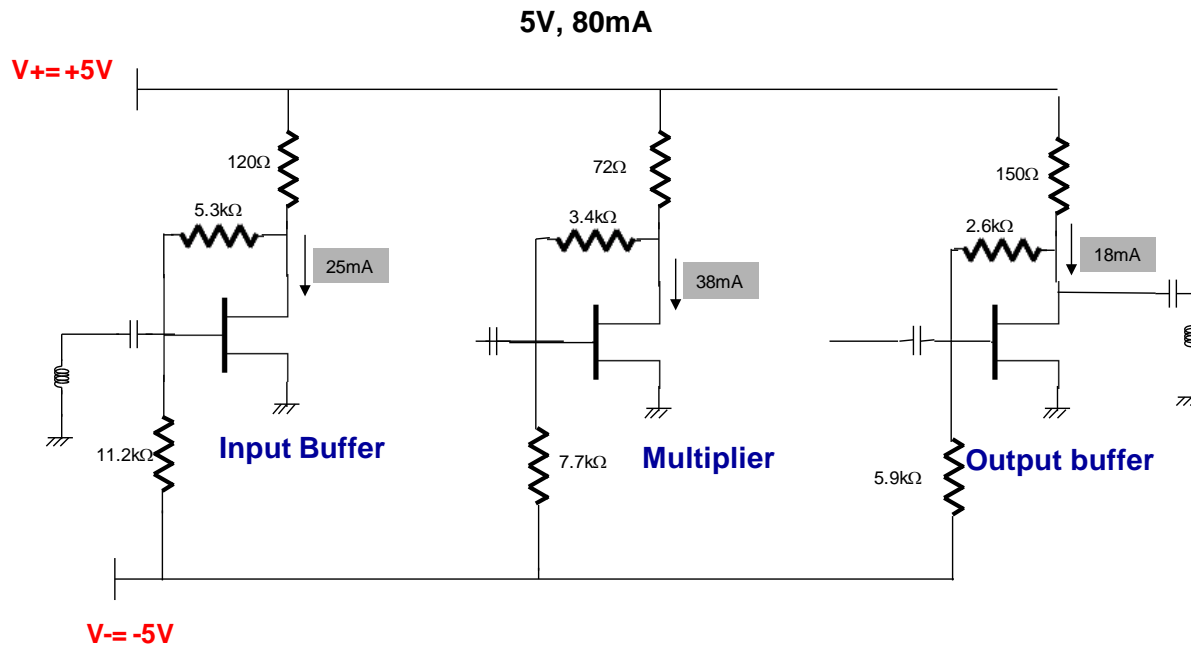 5V, 80mA
V+= +5V
120Ω
72Ω
150Ω
5.3kΩ
3.4kΩ
2.6kΩ
25mA
38mA
18mA
11.2kΩ
Input Buffer
7.7kΩ
Multiplier
5.9kΩ
Output buffer
V-= -5V